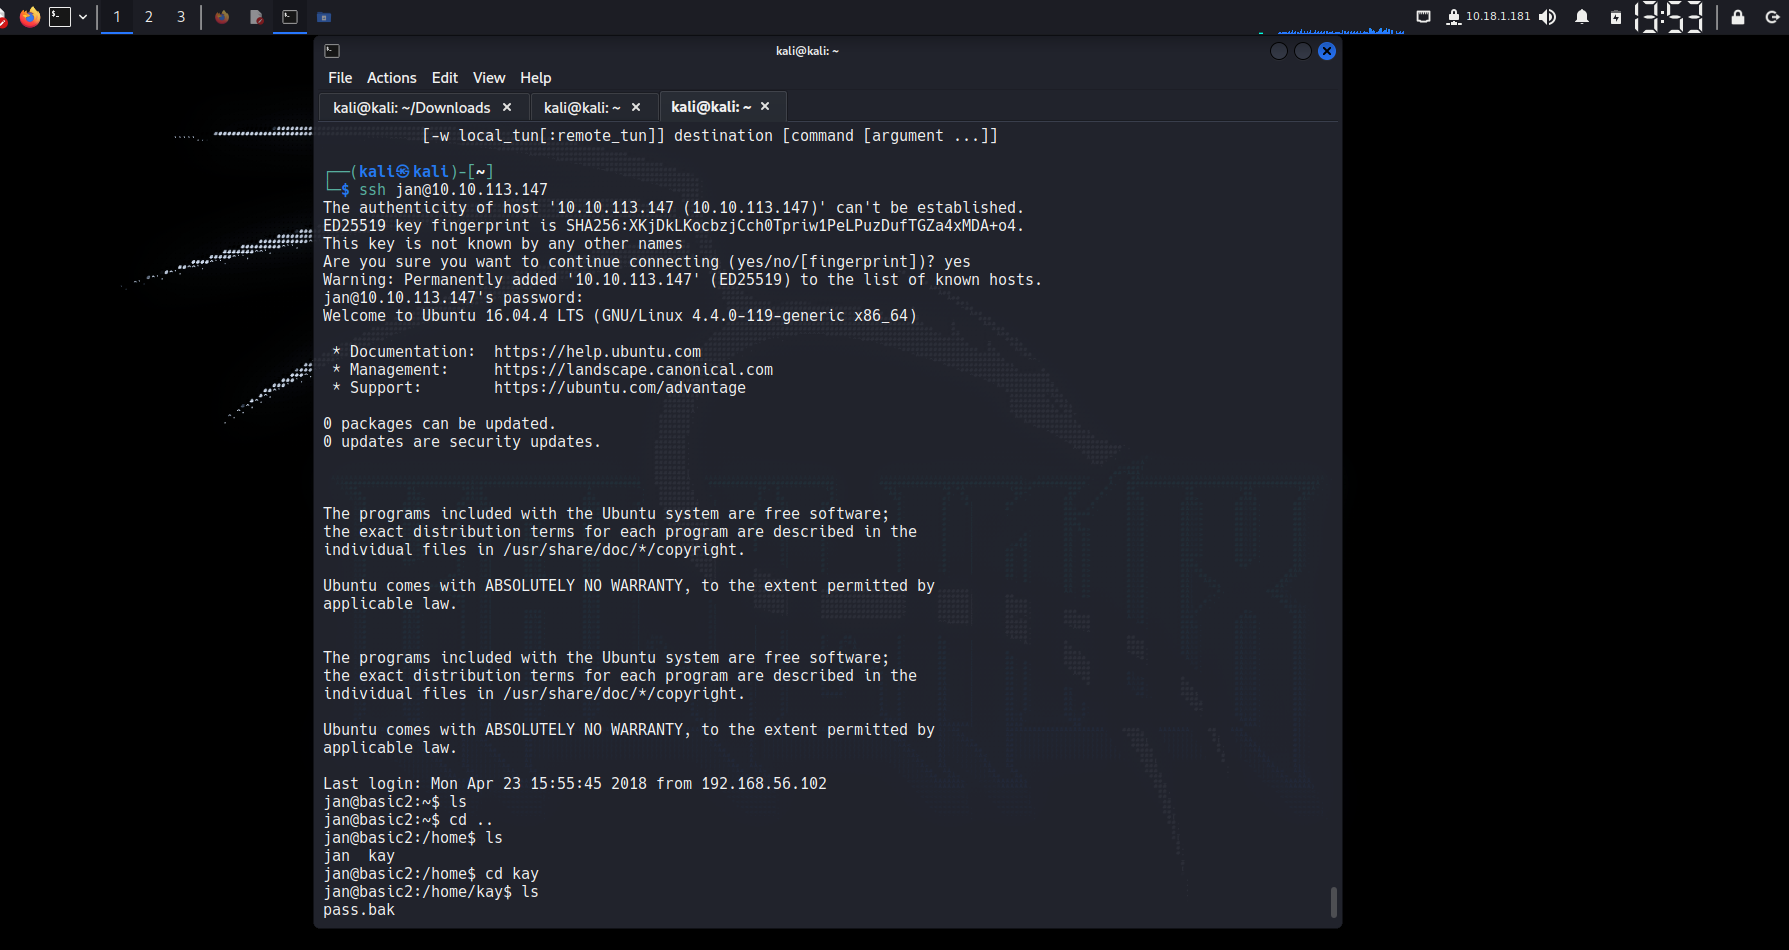 1 2 3 10.18.1.181 13:53
kali@kali: ~
File Actions Edit View Help
kali@kali: ~/Downloads × kali@kali: ~ × kali@kali: ~ ×
[-w local_tun[:remote_tun]] destination [command [argument ...]]
┌──(kali㉿kali)-[~]
└─$ ssh jan@10.10.113.147
The authenticity of host '10.10.113.147 (10.10.113.147)' can't be established.
ED25519 key fingerprint is SHA256:XKjDkLKocbzjCch0Tpriw1PeLPuzDufTGZa4xMDA+o4.
This key is not known by any other names
Are you sure you want to continue connecting (yes/no/[fingerprint])? yes
Warning: Permanently added '10.10.113.147' (ED25519) to the list of known hosts.
jan@10.10.113.147's password:
Welcome to Ubuntu 16.04.4 LTS (GNU/Linux 4.4.0-119-generic x86_64)
* Documentation: https://help.ubuntu.com
* Management: https://landscape.canonical.com
* Support: https://ubuntu.com/advantage
0 packages can be updated.
0 updates are security updates.
The programs included with the Ubuntu system are free software;
the exact distribution terms for each program are described in the
individual files in /usr/share/doc/*/copyright.
Ubuntu comes with ABSOLUTELY NO WARRANTY, to the extent permitted by
applicable law.
The programs included with the Ubuntu system are free software;
the exact distribution terms for each program are described in the
individual files in /usr/share/doc/*/copyright.
Ubuntu comes with ABSOLUTELY NO WARRANTY, to the extent permitted by
applicable law.
Last login: Mon Apr 23 15:55:45 2018 from 192.168.56.102
jan@basic2:~$ ls
jan@basic2:~$ cd ..
jan@basic2:/home$ ls
jan kay
jan@basic2:/home$ cd kay
jan@basic2:/home/kay$ ls
pass.bak